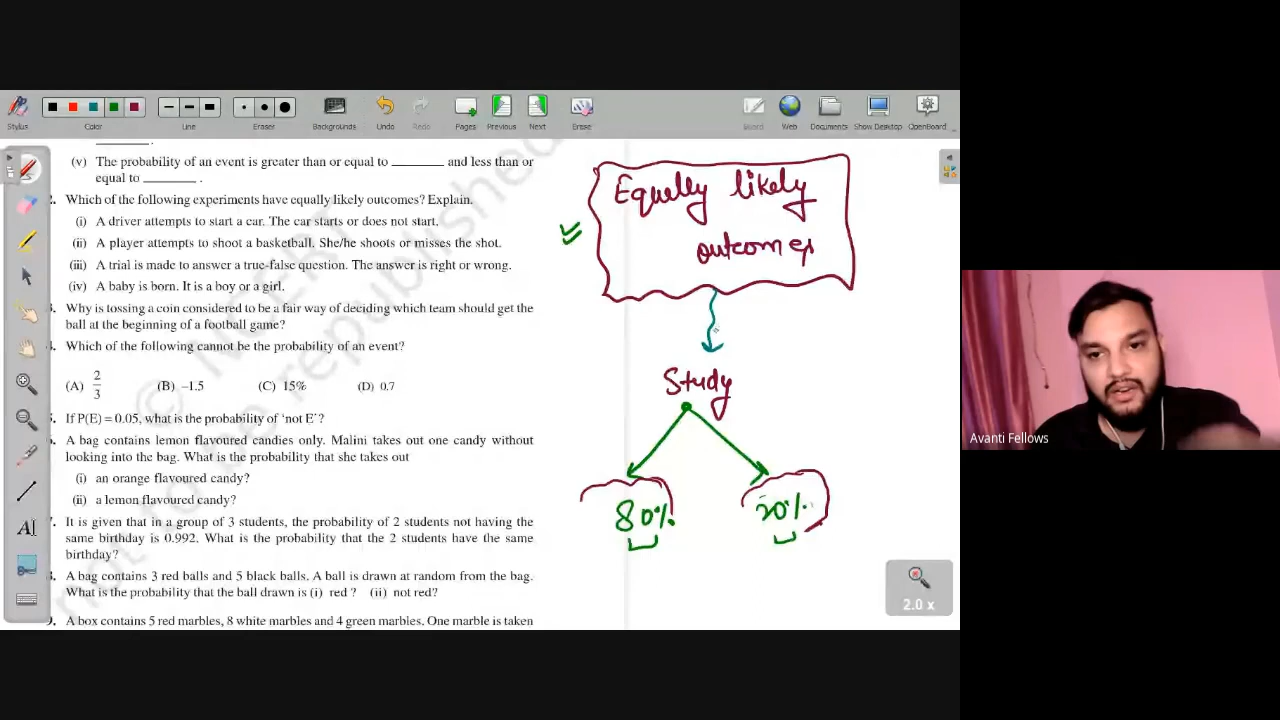 Stylus
Color
Line
Eraser
Backgrounds
Undo
Redo
Pages
Previous
Next
Erase
Board
Web
Documents
Show Desktop
OpenBoard
(v) The probability of an event is greater than or equal to ________ and less than or
equal to ________ .
2. Which of the following experiments have equally likely outcomes? Explain.
(i) A driver attempts to start a car. The car starts or does not start.
(ii) A player attempts to shoot a basketball. She/he shoots or misses the shot.
(iii) A trial is made to answer a true-false question. The answer is right or wrong.
(iv) A baby is born. It is a boy or a girl.
3. Why is tossing a coin considered to be a fair way of deciding which team should get the
ball at the beginning of a football game?
4. Which of the following cannot be the probability of an event?
(A) 2/3 (B) –1.5 (C) 15% (D) 0.7
5. If P(E) = 0.05, what is the probability of ‘not E’?
6. A bag contains lemon flavoured candies only. Malini takes out one candy without
looking into the bag. What is the probability that she takes out
(i) an orange flavoured candy?
(ii) a lemon flavoured candy?
7. It is given that in a group of 3 students, the probability of 2 students not having the
same birthday is 0.992. What is the probability that the 2 students have the same
birthday?
8. A bag contains 3 red balls and 5 black balls. A ball is drawn at random from the bag.
What is the probability that the ball drawn is (i) red ? (ii) not red?
9. A box contains 5 red marbles, 8 white marbles and 4 green marbles. One marble is taken
© NCERT
not to be republished
Equally likely
outcomes
Study
80%
20%
2.0 x
Avanti Fellows